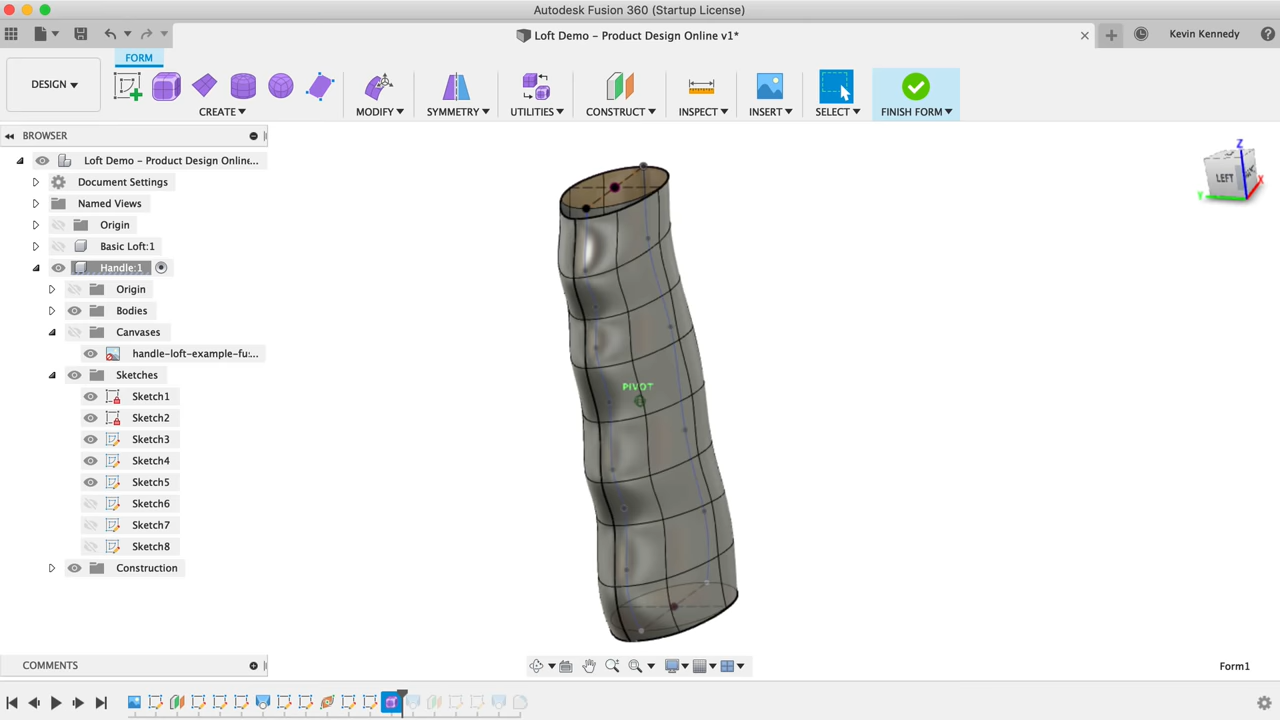 Autodesk Fusion 360 (Startup License)
Loft Demo – Product Design Online v1*
Kevin Kennedy
FORM
DESIGN
CREATE
MODIFY
SYMMETRY
UTILITIES
CONSTRUCT
INSPECT
INSERT
SELECT
FINISH FORM
BROWSER
Loft Demo – Product Design Online...
Document Settings
Named Views
Origin
Basic Loft:1
Handle:1
Origin
Bodies
Canvases
handle-loft-example-fu:...
Sketches
Sketch1
Sketch2
Sketch3
Sketch4
Sketch5
Sketch6
Sketch7
Sketch8
Construction
PIVOT
Z
LEFT
X
Y
COMMENTS
Form1